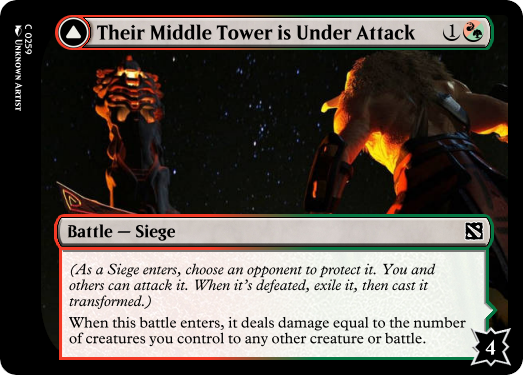 Their Middle Tower is Under Attack 1
Battle — Siege
(As a Siege enters, choose an opponent to protect it. You and
others can attack it. When it's defeated, exile it, then cast it
transformed.)
When this battle enters, it deals damage equal to the number
of creatures you control to any other creature or battle.
4
C 0259
Unknown Artist